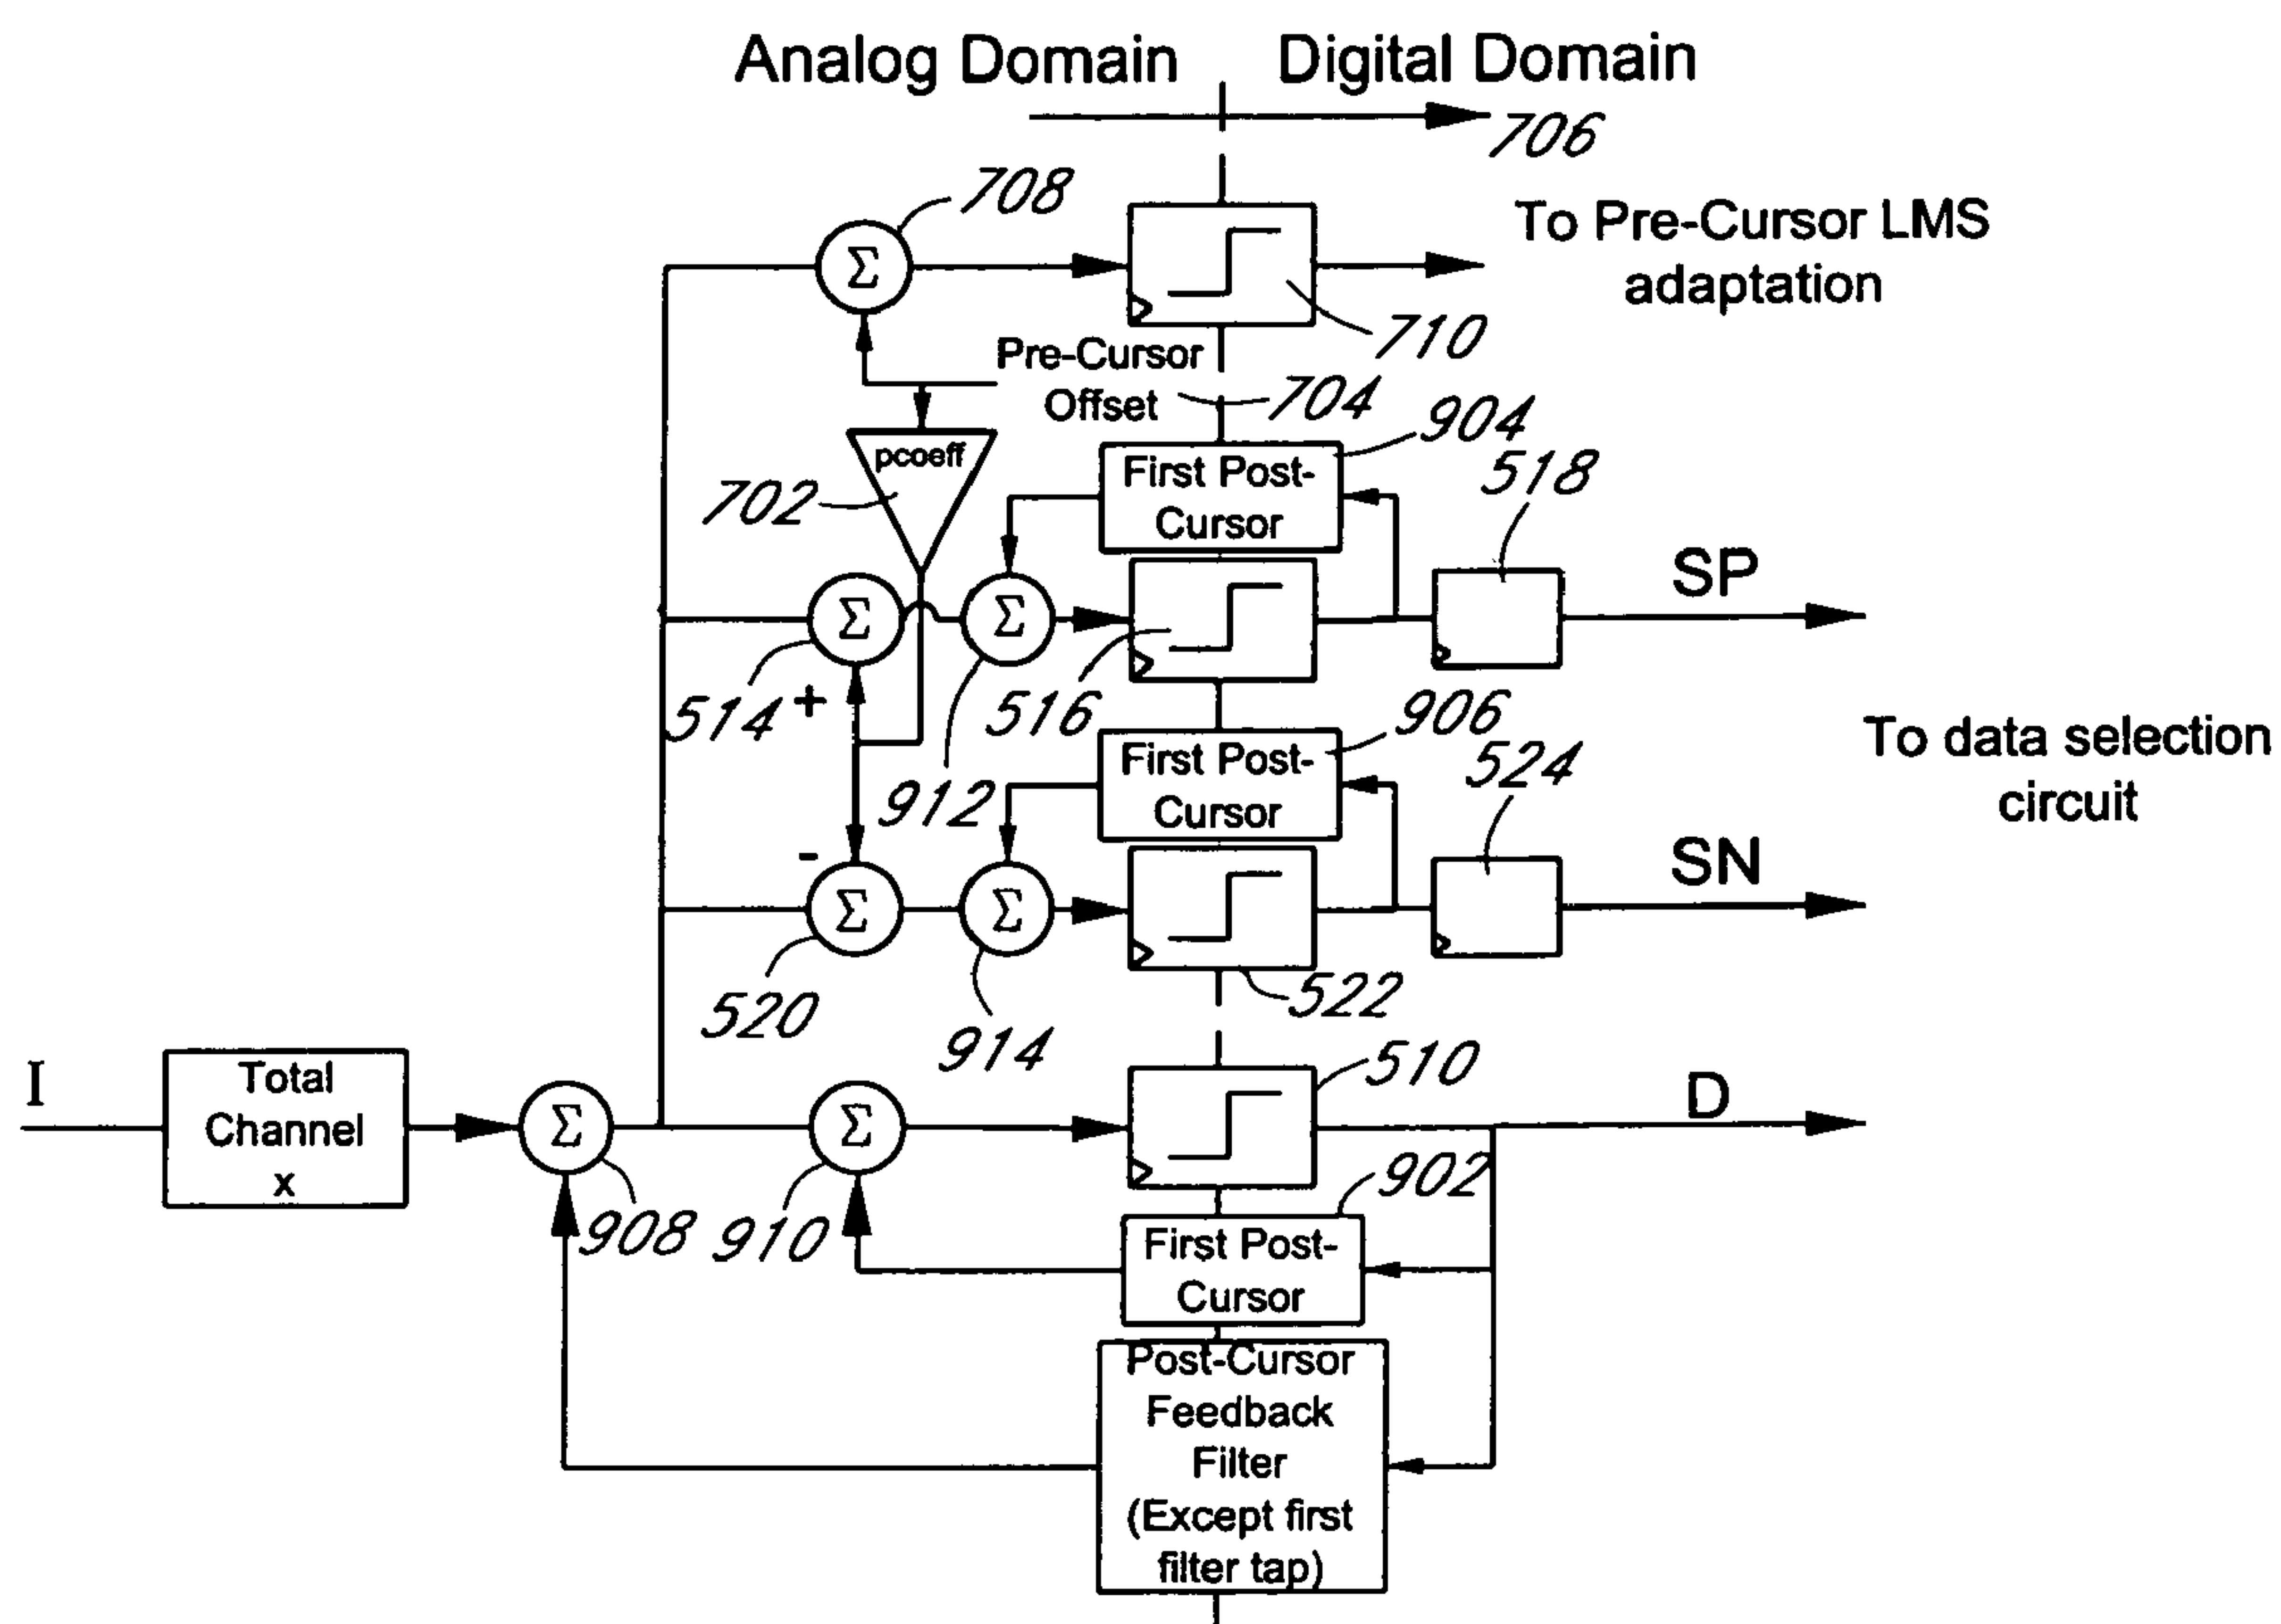 Analog Domain
Digital Domain
706
708
Σ
To Pre-Cursor LMS
adaptation
710
Pre-Cursor
Offset
704
904
pcoeff
702
First Post-
Cursor
518
Σ
Σ
SP
514
+
912
516
906
First Post-
Cursor
524
To data selection
circuit
-
Σ
Σ
SN
520
914
522
I
Total
Channel
x
Σ
Σ
510
D
908
910
902
First Post-
Cursor
Post-Cursor
Feedback
Filter
(Except first
filter tap)